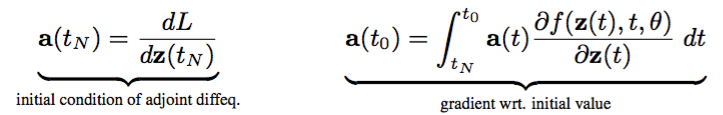 a(t_N) = dL / dz(t_N)
initial condition of adjoint diffeq.
a(t_0) = ∫_{t_N}^{t_0} a(t) ∂f(z(t), t, θ) / ∂z(t) dt
gradient wrt. initial value